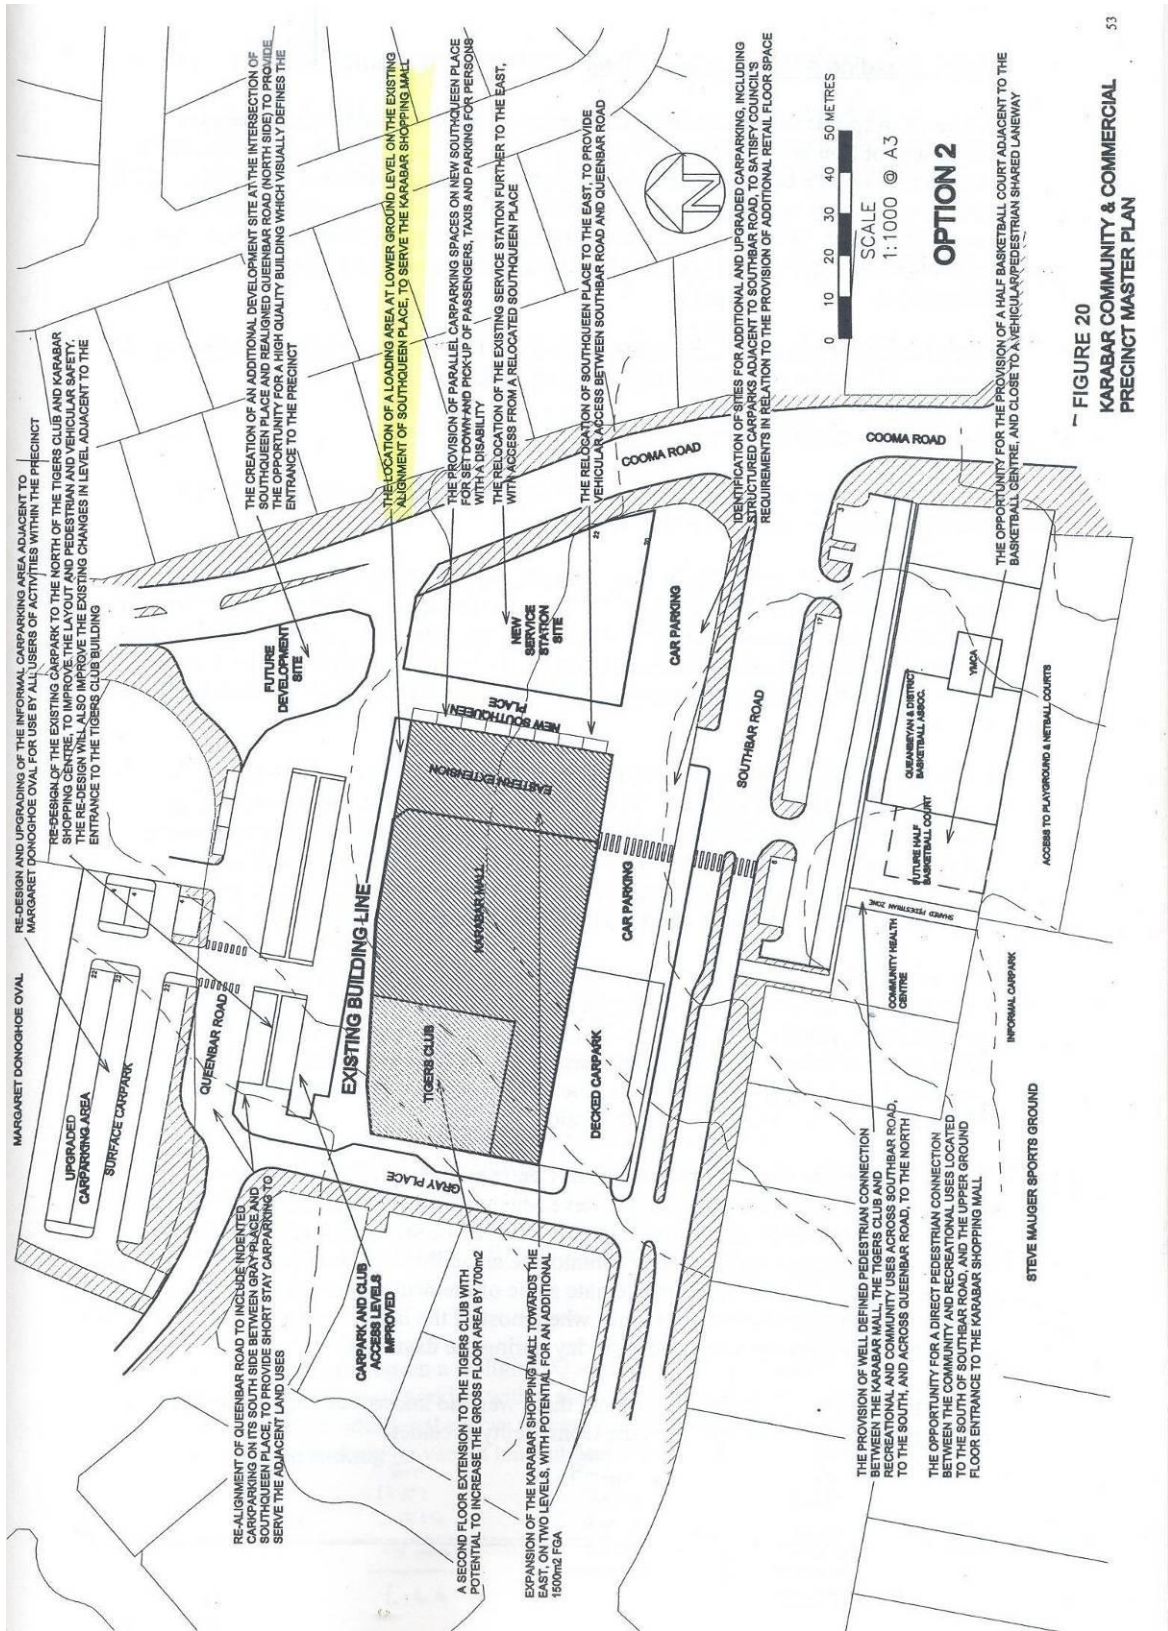 MARGARET DONOGHOE OVAL
RE-DESIGN AND UPGRADING OF THE INFORMAL CARPARKING AREA ADJACENT TO
MARGARET DONOGHOE OVAL FOR USE BY ALL USERS OF ACTIVITIES WITHIN THE PRECINCT
RE-DESIGN OF THE EXISTING CARPARK TO THE NORTH OF THE TIGERS CLUB AND KARABAR
SHOPPING CENTRE, TO IMPROVE THE LAYOUT AND PEDESTRIAN AND VEHICULAR SAFETY.
THE RE-DESIGN WILL ALSO IMPROVE THE EXISTING CHANGES IN LEVEL ADJACENT TO THE
ENTRANCE TO THE TIGERS CLUB BUILDING
UPGRADED
CARPARKING AREA
SURFACE CARPARK
22
23
22
4
4
4
QUEENBAR ROAD
RE-ALIGNMENT OF QUEENBAR ROAD TO INCLUDE INDENTED
CARKPARKING ON ITS SOUTH SIDE BETWEEN GRAY PLACE AND
SOUTHQUEEN PLACE, TO PROVIDE SHORT STAY CARPARKING TO
SERVE THE ADJACENT LAND USES
THE CREATION OF AN ADDITIONAL DEVELOPMENT SITE AT THE INTERSECTION OF
SOUTHQUEEN PLACE AND REALIGNED QUEENBAR ROAD (NORTH SIDE) TO PROVIDE
THE OPPORTUNITY FOR A HIGH QUALITY BUILDING WHICH VISUALLY DEFINES THE
ENTRANCE TO THE PRECINCT
FUTURE
DEVELOPMENT
SITE
CARPARK AND CLUB
ACCESS LEVELS
IMPROVED
EXISTING BUILDING LINE
THE LOCATION OF A LOADING AREA AT LOWER GROUND LEVEL ON THE EXISTING
ALIGNMENT OF SOUTHQUEEN PLACE, TO SERVE THE KARABAR SHOPPING MALL
GRAY PLACE
TIGERS CLUB
KARABAR MALL
EASTERN EXTENSION
NEW SOUTHQUEEN
PLACE
THE PROVISION OF PARALLEL CARPARKING SPACES ON NEW SOUTHQUEEN PLACE
FOR SET DOWN AND PICK-UP OF PASSENGERS, TAXIS AND PARKING FOR PERSONS
WITH A DISABILITY
A SECOND FLOOR EXTENSION TO THE TIGERS CLUB WITH
POTENTIAL TO INCREASE THE GROSS FLOOR AREA BY 700m2
THE RELOCATION OF THE EXISTING SERVICE STATION FURTHER TO THE EAST,
WITH ACCESS FROM A RELOCATED SOUTHQUEEN PLACE
NEW
SERVICE
STATION
SITE
22
30
EXPANSION OF THE KARABAR SHOPPING MALL TOWARDS THE
EAST, ON TWO LEVELS, WITH POTENTIAL FOR AN ADDITIONAL
1500m2 FGA
THE RELOCATION OF SOUTHQUEEN PLACE TO THE EAST, TO PROVIDE
VEHICULAR ACCESS BETWEEN SOUTHBAR ROAD AND QUEENBAR ROAD
COOMA ROAD
DECKED CARPARK
CAR PARKING
CAR PARKING
IDENTIFICATION OF SITES FOR ADDITIONAL AND UPGRADED CARPARKING, INCLUDING
STRUCTURED CARPARKS ADJACENT TO SOUTHBAR ROAD, TO SATISFY COUNCIL'S
REQUIREMENTS IN RELATION TO THE PROVISION OF ADDITIONAL RETAIL FLOOR SPACE
SOUTHBAR ROAD
6
17
3
COOMA ROAD
N
0 10 20 30 40 50 METRES
SCALE
1:1000 @ A3
OPTION 2
THE PROVISION OF WELL DEFINED PEDESTRIAN CONNECTION
BETWEEN THE KARABAR MALL, THE TIGERS CLUB AND
RECREATIONAL AND COMMUNITY USES ACROSS SOUTHBAR ROAD,
TO THE SOUTH, AND ACROSS QUEENBAR ROAD, TO THE NORTH
COMMUNITY HEALTH
CENTRE
SHARED PEDESTRIAN ZONE
FUTURE HALF
BASKETBALL COURT
QUEANBEYAN & DISTRICT
BASKETBALL ASSOC.
YMCA
THE OPPORTUNITY FOR A DIRECT PEDESTRIAN CONNECTION
BETWEEN COMMUNITY AND RECREATIONAL USES LOCATED
TO THE SOUTH OF SOUTHBAR ROAD, AND THE UPPER GROUND
FLOOR ENTRANCE TO THE KARABAR SHOPPING MALL
THE OPPORTUNITY FOR THE PROVISION OF A HALF BASKETBALL COURT ADJACENT TO THE
BASKETBALL CENTRE, AND CLOSE TO A VEHICULAR/PEDESTRIAN SHARED LANEWAY
INFORMAL CARPARK
ACCESS TO PLAYGROUND & NETBALL COURTS
STEVE MAUGER SPORTS GROUND
FIGURE 20
KARABAR COMMUNITY & COMMERCIAL
PRECINCT MASTER PLAN
53